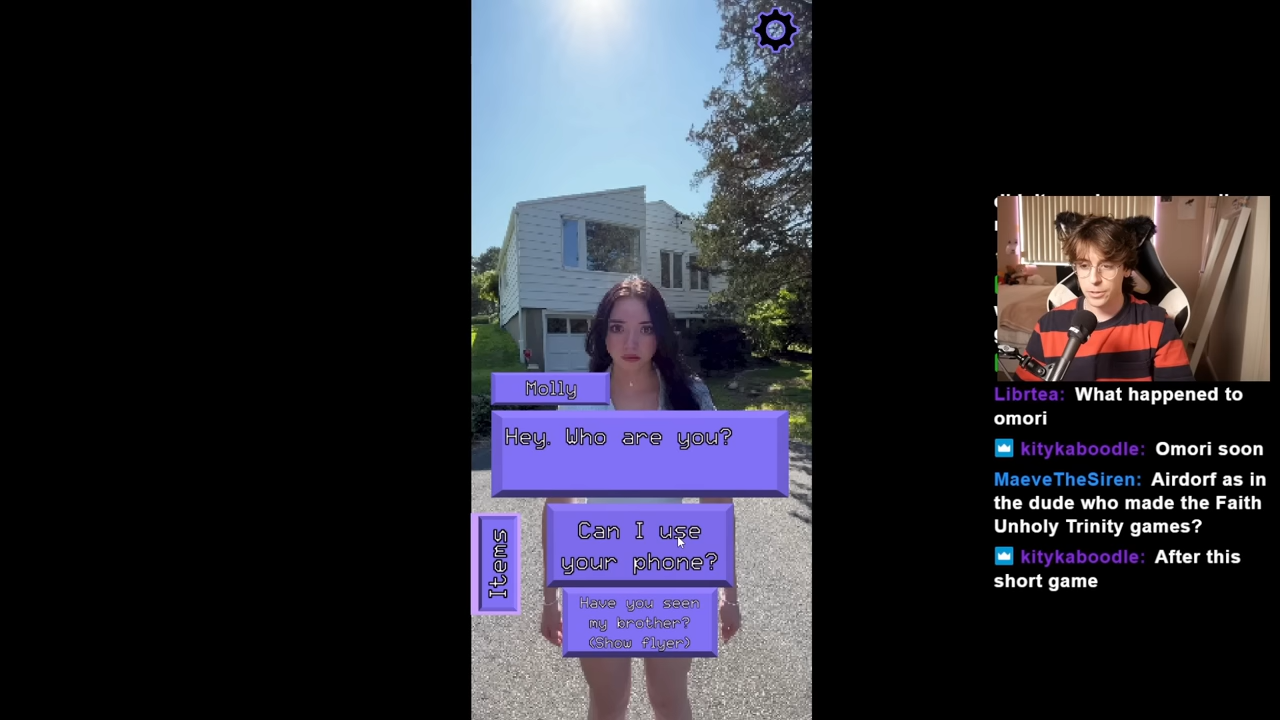 Molly
Hey. Who are you?
Can I use
your phone?
Items
Have you seen
my brother?
(Show flyer)
Librtea: What happened to
omori
kitykaboodle: Omori soon
MaeveTheSiren: Airdorf as in
the dude who made the Faith
Unholy Trinity games?
kitykaboodle: After this
short game